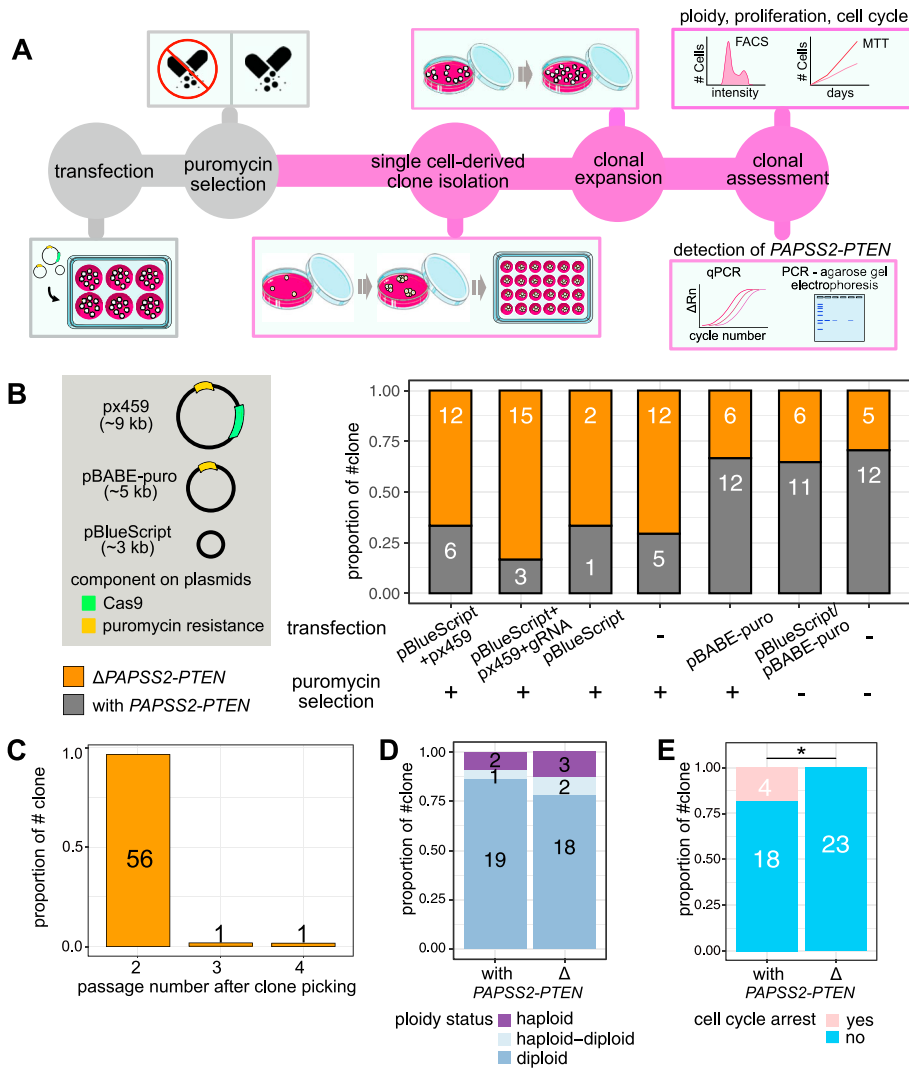 A
ploidy, proliferation, cell cycle
FACS
# Cells
intensity
MTT
# Cells
days
transfection
puromycin
selection
single cell-derived
clone isolation
clonal
expansion
clonal
assessment
detection of PAPSS2-PTEN
qPCR
ΔRn
cycle number
PCR - agarose gel
electrophoresis
B
px459
(~9 kb)
pBABE-puro
(~5 kb)
pBlueScript
(~3 kb)
component on plasmids
Cas9
puromycin resistance
ΔPAPSS2-PTEN
with PAPSS2-PTEN
proportion of #clone
1.00
0.75
0.50
0.25
0.00
12 15 2 12 6 6 5
6 3 1 5 12 11 12
transfection
pBlueScript
+px459
pBlueScript+
px459+gRNA
pBlueScript
-
pBABE-puro
pBlueScript/
pBABE-puro
-
puromycin
selection
+ + + + + - -
C
proportion of # clone
1.0
0.5
0.0
56 1 1
2 3 4
passage number after clone picking
D
proportion of #clone
1.00
0.75
0.50
0.25
0.00
2 3
1 2
19 18
with Δ
PAPSS2-PTEN
ploidy status
haploid
haploid-diploid
diploid
E
proportion of #clone
1.00
0.75
0.50
0.25
0.00
*
4
18 23
with Δ
PAPSS2-PTEN
cell cycle arrest
yes
no